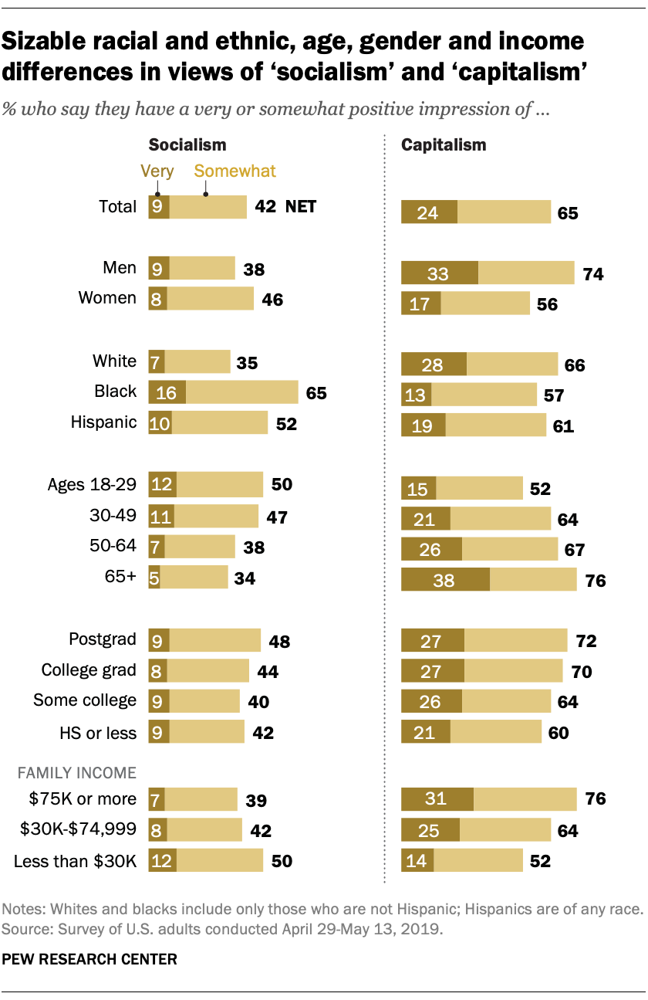 Sizable racial and ethnic, age, gender and income
differences in views of ‘socialism’ and ‘capitalism’
% who say they have a very or somewhat positive impression of ...
Socialism Capitalism
Very Somewhat
Total 9 42 NET 24 65
Men 9 38 33 74
Women 8 46 17 56
White 7 35 28 66
Black 16 65 13 57
Hispanic 10 52 19 61
Ages 18-29 12 50 15 52
30-49 11 47 21 64
50-64 7 38 26 67
65+ 5 34 38 76
Postgrad 9 48 27 72
College grad 8 44 27 70
Some college 9 40 26 64
HS or less 9 42 21 60
FAMILY INCOME
$75K or more 7 39 31 76
$30K-$74,999 8 42 25 64
Less than $30K 12 50 14 52
Notes: Whites and blacks include only those who are not Hispanic; Hispanics are of any race.
Source: Survey of U.S. adults conducted April 29-May 13, 2019.
PEW RESEARCH CENTER